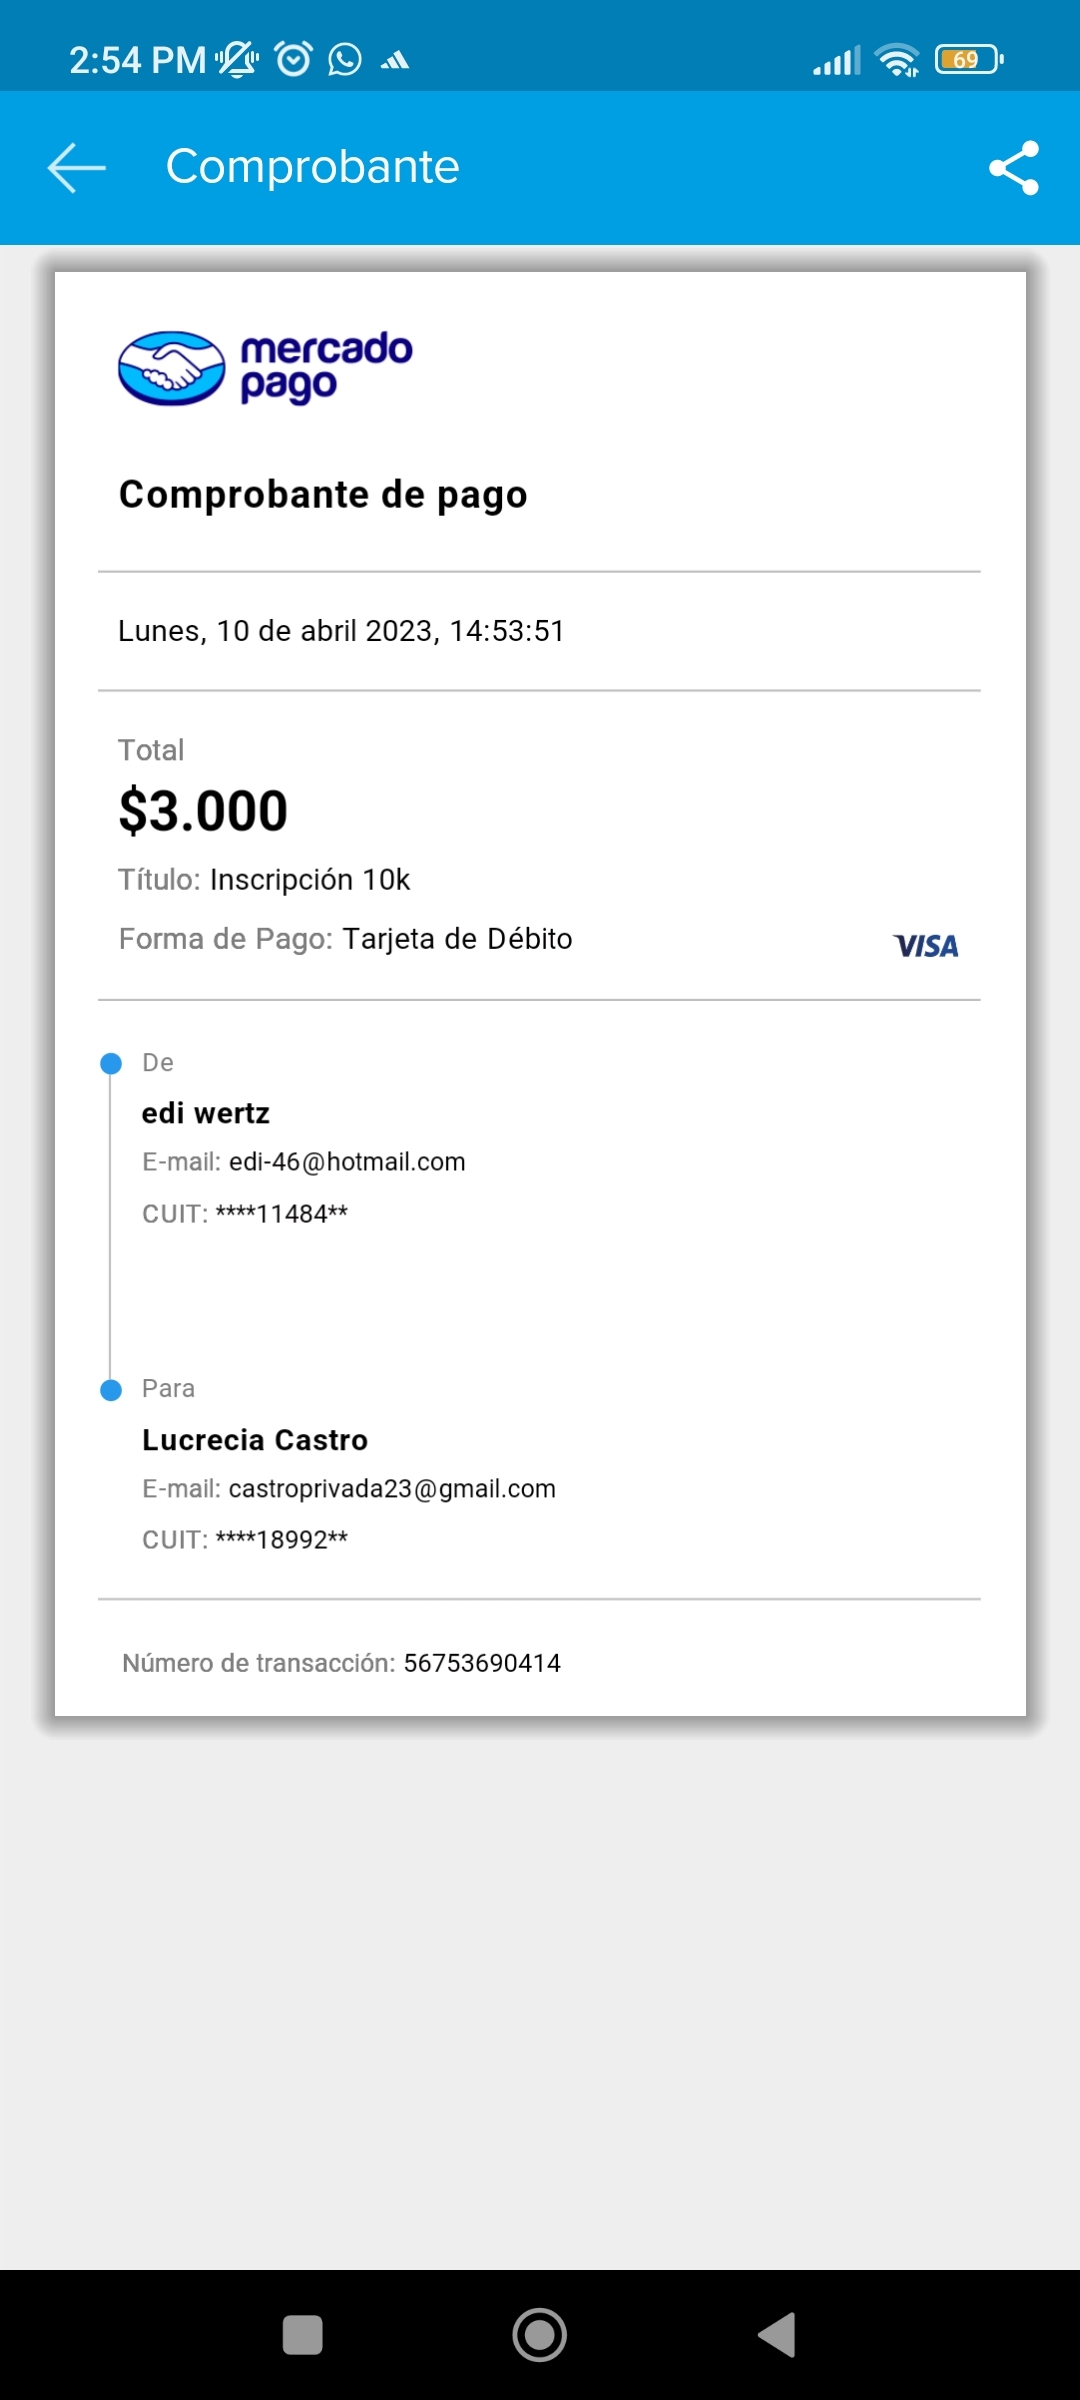 2:54 PM
69
Comprobante
mercado
pago
Comprobante de pago
Lunes, 10 de abril 2023, 14:53:51
Total
$3.000
Título: Inscripción 10k
Forma de Pago: Tarjeta de Débito
VISA
De
edi wertz
E-mail: edi-46@hotmail.com
CUIT: ****11484**
Para
Lucrecia Castro
E-mail: castroprivada23@gmail.com
CUIT: ****18992**
Número de transacción: 56753690414